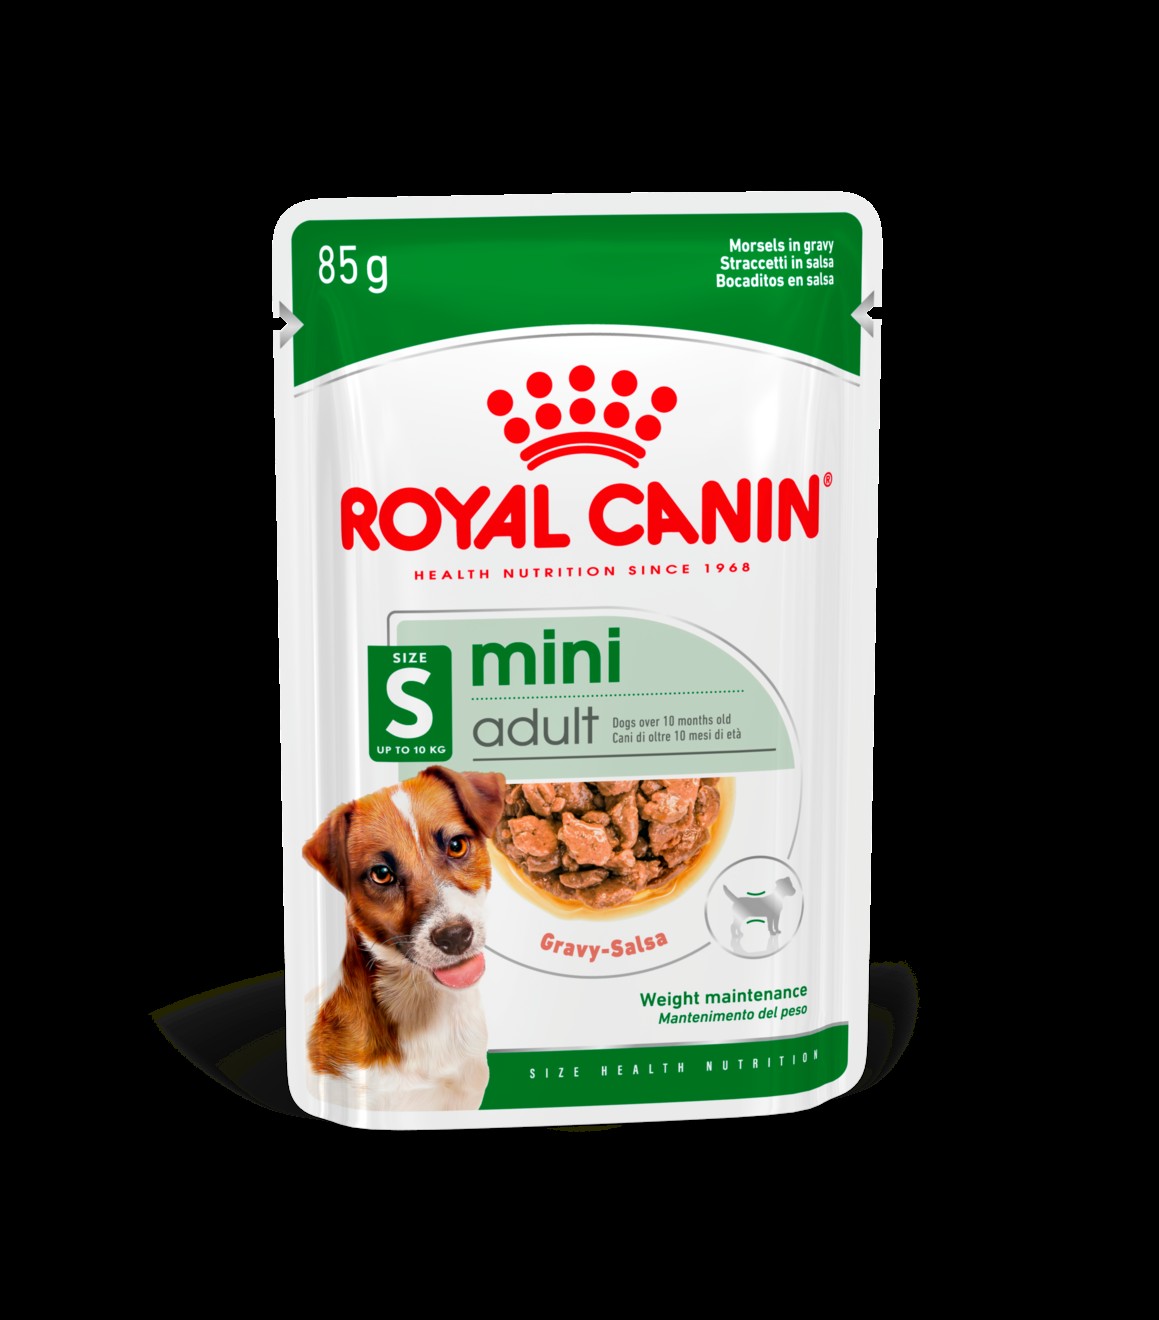 85 g
Morsels in gravy
Straccetti in salsa
Bocaditos en salsa
ROYAL CANIN®
HEALTH NUTRITION SINCE 1968
SIZE
S
UP TO 10 KG
mini
adult
Dogs over 10 months old
Cani di oltre 10 mesi di età
Gravy-Salsa
Weight maintenance
Mantenimento del peso
SIZE HEALTH NUTRITION